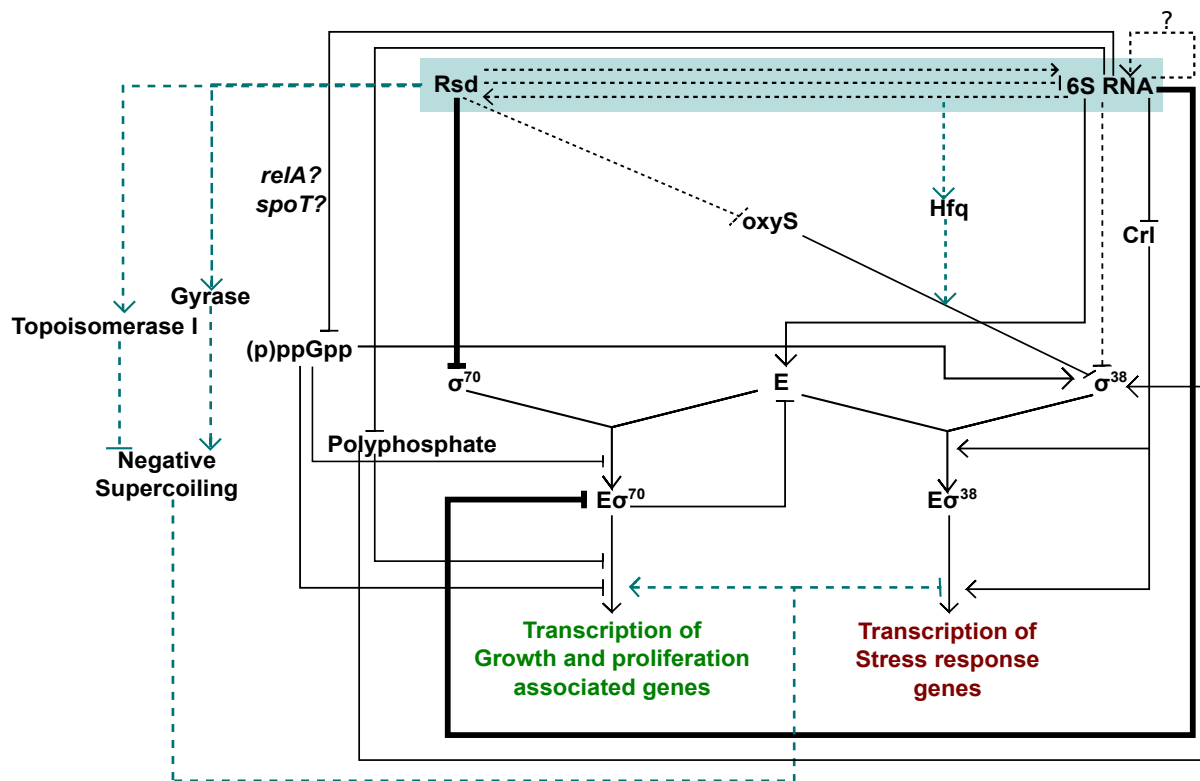 ?
Rsd
6S RNA
relA?
spoT?
oxyS
Hfq
Crl
Gyrase
Topoisomerase I
(p)ppGpp
σ⁷⁰
E
σ³⁸
Polyphosphate
Negative
Supercoiling
Eσ⁷⁰
Eσ³⁸
Transcription of
Growth and proliferation
associated genes
Transcription of
Stress response
genes